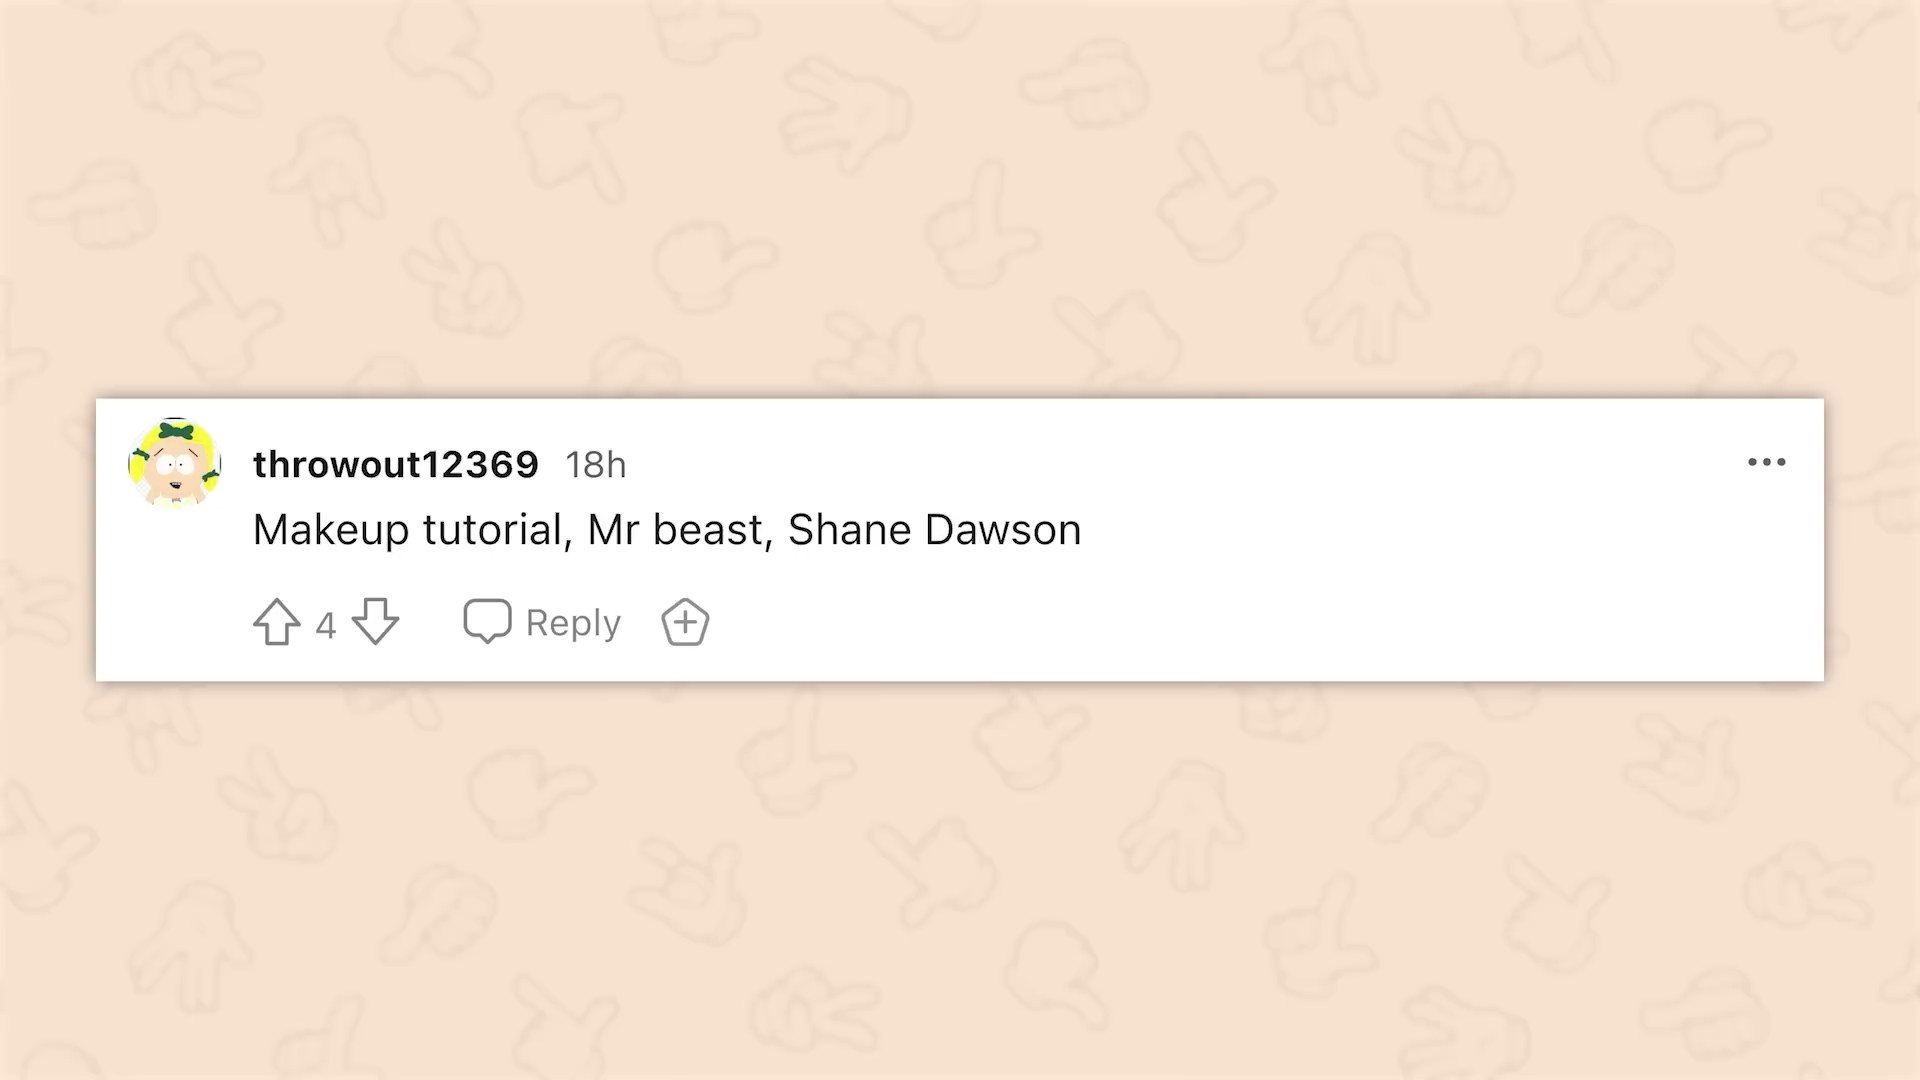 throwout12369 18h
Makeup tutorial, Mr beast, Shane Dawson
4 Reply